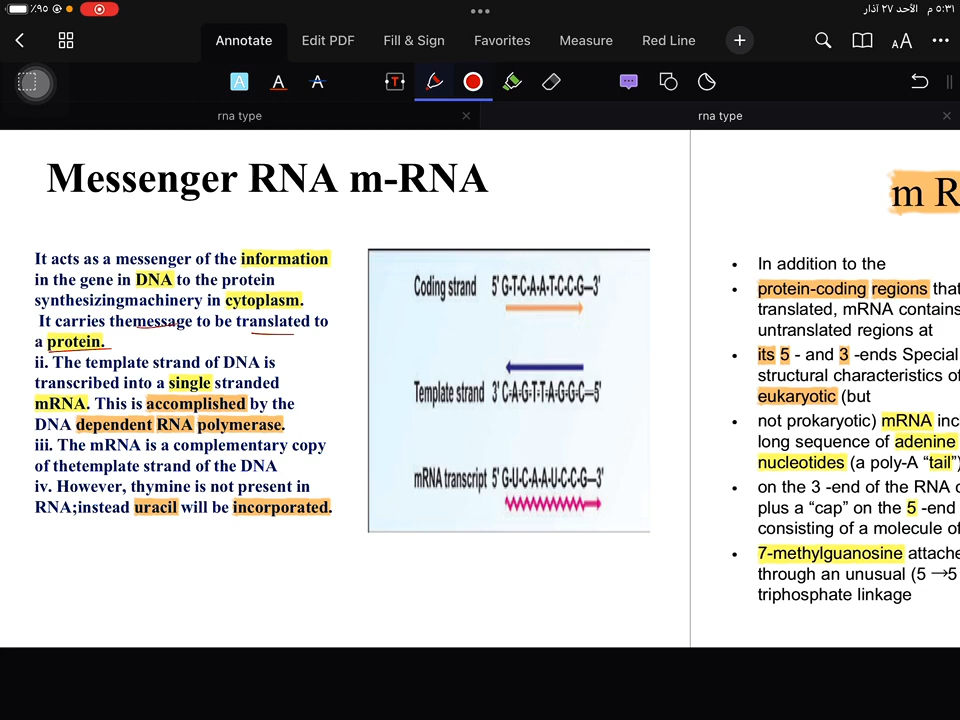 ٪٩٥
٥:٣١ م الأحد ٢٧ آذار
Annotate Edit PDF Fill & Sign Favorites Measure Red Line
rna type
rna type
Messenger RNA m-RNA
It acts as a messenger of the information
in the gene in DNA to the protein
synthesizingmachinery in cytoplasm.
It carries themessage to be translated to
a protein.
ii. The template strand of DNA is
transcribed into a single stranded
mRNA. This is accomplished by the
DNA dependent RNA polymerase.
iii. The mRNA is a complementary copy
of thetemplate strand of the DNA
iv. However, thymine is not present in
RNA;instead uracil will be incorporated.
Coding strand 5' G-T-C-A-A-T-C-C-G—3'
Template strand 3' C-A-G-T-T-A-G-G-C—5'
mRNA transcript 5' G-U-C-A-A-U-C-C-G—3'
m R
• In addition to the
• protein-coding regions that
translated, mRNA contains
untranslated regions at
• its 5 - and 3 -ends Special
structural characteristics of
eukaryotic (but
• not prokaryotic) mRNA inc
long sequence of adenine
nucleotides (a poly-A “tail”)
• on the 3 -end of the RNA c
plus a “cap” on the 5 -end
consisting of a molecule of
• 7-methylguanosine attache
through an unusual (5 →5
triphosphate linkage